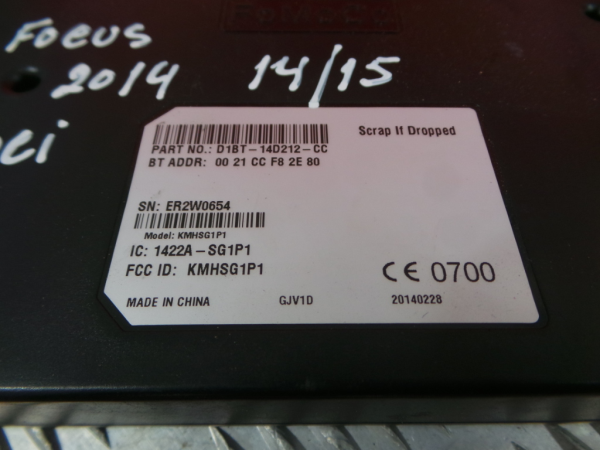 Focus
2014 14/15
Scrap If Dropped
PART NO.: D1BT-14D212-CC
BT ADDR: 00 21 CC F8 2E 80
SN: ER2W0654
Model: KMHSG1P1
IC: 1422A-SG1P1
FCC ID: KMHSG1P1
CE 0700
MADE IN CHINA GJV1D 20140228